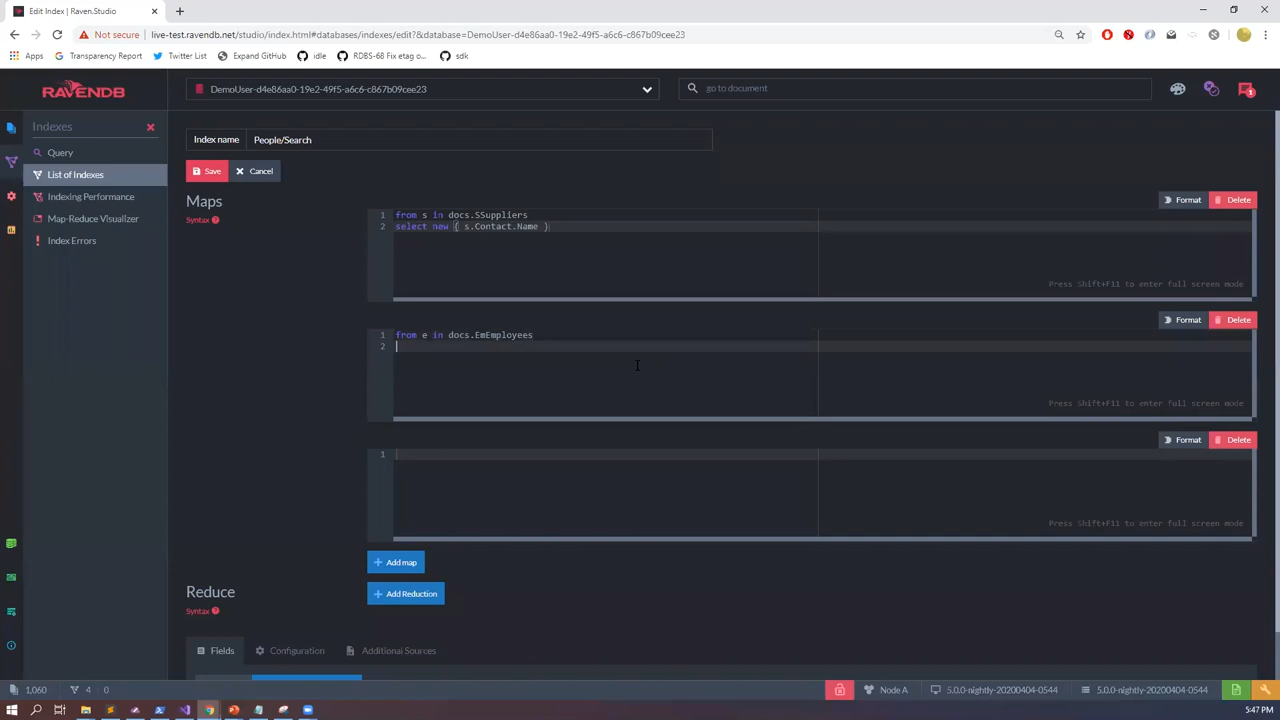 Edit Index | Raven.Studio
Not secure | live-test.ravendb.net/studio/index.html#databases/indexes/edit?&database=DemoUser-d4e86aa0-19e2-49f5-a6c6-c867b09cee23
Apps Transparency Report Twitter List Expand GitHub idle RDBS-68 Fix etag o... sdk
RAVENDB
DemoUser-d4e86aa0-19e2-49f5-a6c6-c867b09cee23
go to document
1
Indexes
Query
List of Indexes
Indexing Performance
Map-Reduce Visualizer
Index Errors
Index name People/Search
Save Cancel
Maps
Syntax
Format Delete
1 from s in docs.SSuppliers
2 select new { s.Contact.Name }
Press Shift+F11 to enter full screen mode
Format Delete
1 from e in docs.EmEmployees
2
Press Shift+F11 to enter full screen mode
Format Delete
1
Press Shift+F11 to enter full screen mode
Add map
Reduce
Add Reduction
Syntax
Fields Configuration Additional Sources
1,060 4 / 0 Node A 5.0.0-nightly-20200404-0544 5.0.0-nightly-20200404-0544
5:47 PM